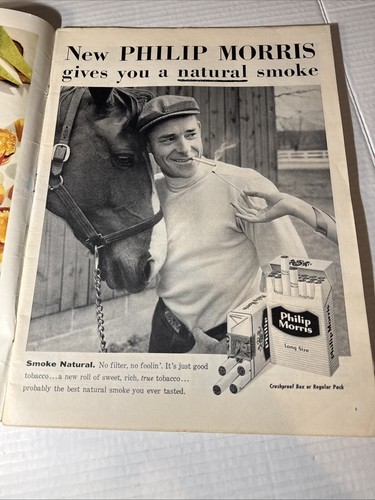 New PHILIP MORRIS
gives you a natural smoke
Philip
Morris
Long Size
Philip Morris
Smoke Natural. No filter, no foolin'. It's just good
tobacco...a new roll of sweet, rich, true tobacco...
probably the best natural smoke you ever tasted.
Crushproof Box or Regular Pack